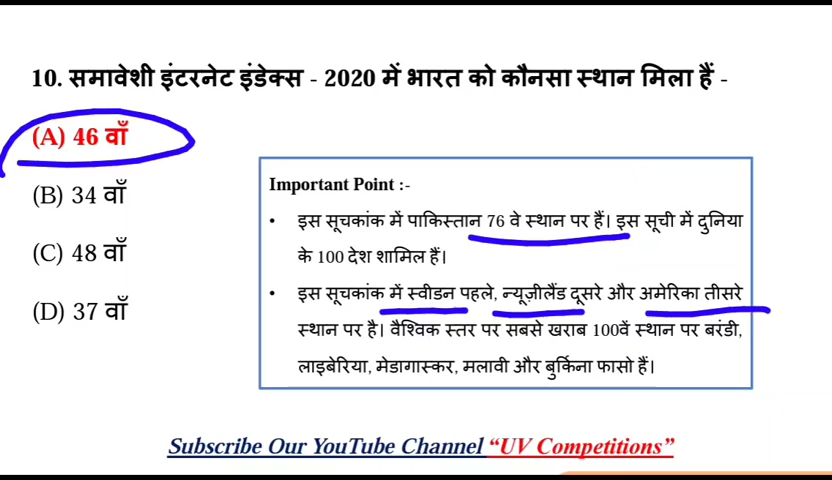 10. समावेशी इंटरनेट इंडेक्स - 2020 में भारत को कौनसा स्थान मिला हैं -
(A) 46 वाँ
(B) 34 वाँ
(C) 48 वाँ
(D) 37 वाँ
Important Point :-
• इस सूचकांक में पाकिस्तान 76 वे स्थान पर हैं। इस सूची में दुनिया
के 100 देश शामिल हैं।
• इस सूचकांक में स्वीडन पहले, न्यूज़ीलैंड दूसरे और अमेरिका तीसरे
स्थान पर है। वैश्विक स्तर पर सबसे खराब 100वें स्थान पर बरंडी,
लाइबेरिया, मेडागास्कर, मलावी और बुर्किना फासो हैं।
Subscribe Our YouTube Channel “UV Competitions”